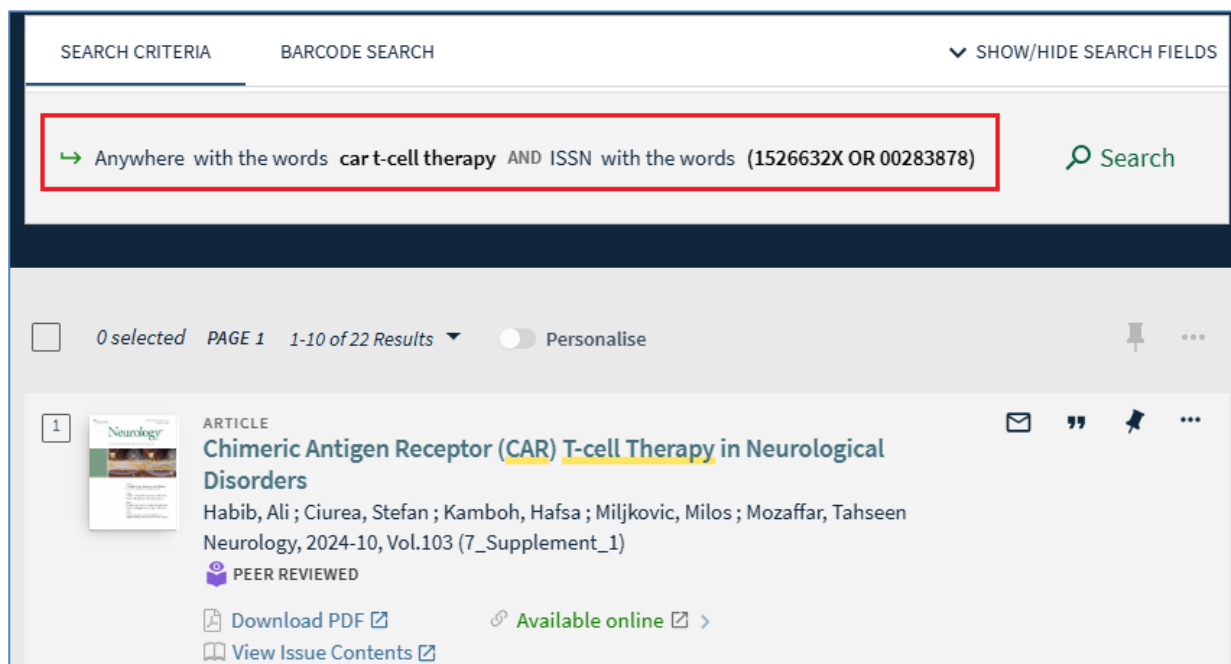 SEARCH CRITERIA BARCODE SEARCH SHOW/HIDE SEARCH FIELDS
Anywhere with the words car t-cell therapy AND ISSN with the words (1526632X OR 00283878) Search
0 selected PAGE 1 1-10 of 22 Results Personalise
1
Neurology
ARTICLE
Chimeric Antigen Receptor (CAR) T-cell Therapy in Neurological
Disorders
Habib, Ali ; Ciurea, Stefan ; Kamboh, Hafsa ; Miljkovic, Milos ; Mozaffar, Tahseen
Neurology, 2024-10, Vol.103 (7_Supplement_1)
PEER REVIEWED
Download PDF Available online
View Issue Contents